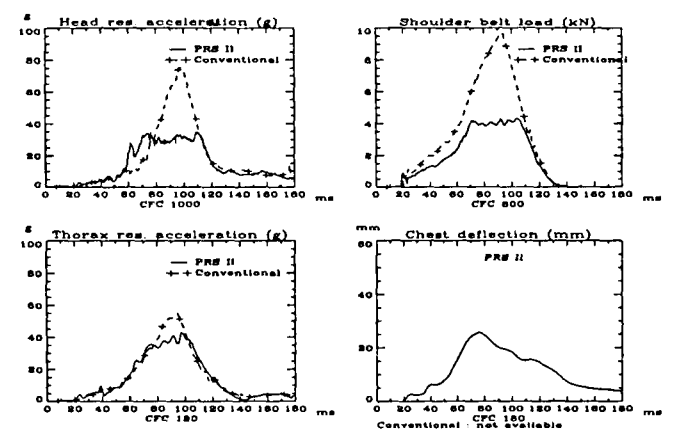 Head res. acceleration (g)
g
100
80
60
40
20
0
PRS II
Conventional
0 20 40 60 80 100 120 140 160 180 ms
CFC 1000
Shoulder belt load (kN)
10
8
6
4
2
0
PRS II
Conventional
0 20 40 60 80 100 120 140 160 180 ms
CFC 600
Thorax res. acceleration (g)
g
100
80
60
40
20
0
PRS II
Conventional
0 20 40 60 80 100 120 140 160 180 ms
CFC 180
Chest deflection (mm)
mm
60
40
20
0
PRS II
0 20 40 60 80 100 120 140 160 180 ms
CFC 180
Conventional : not available